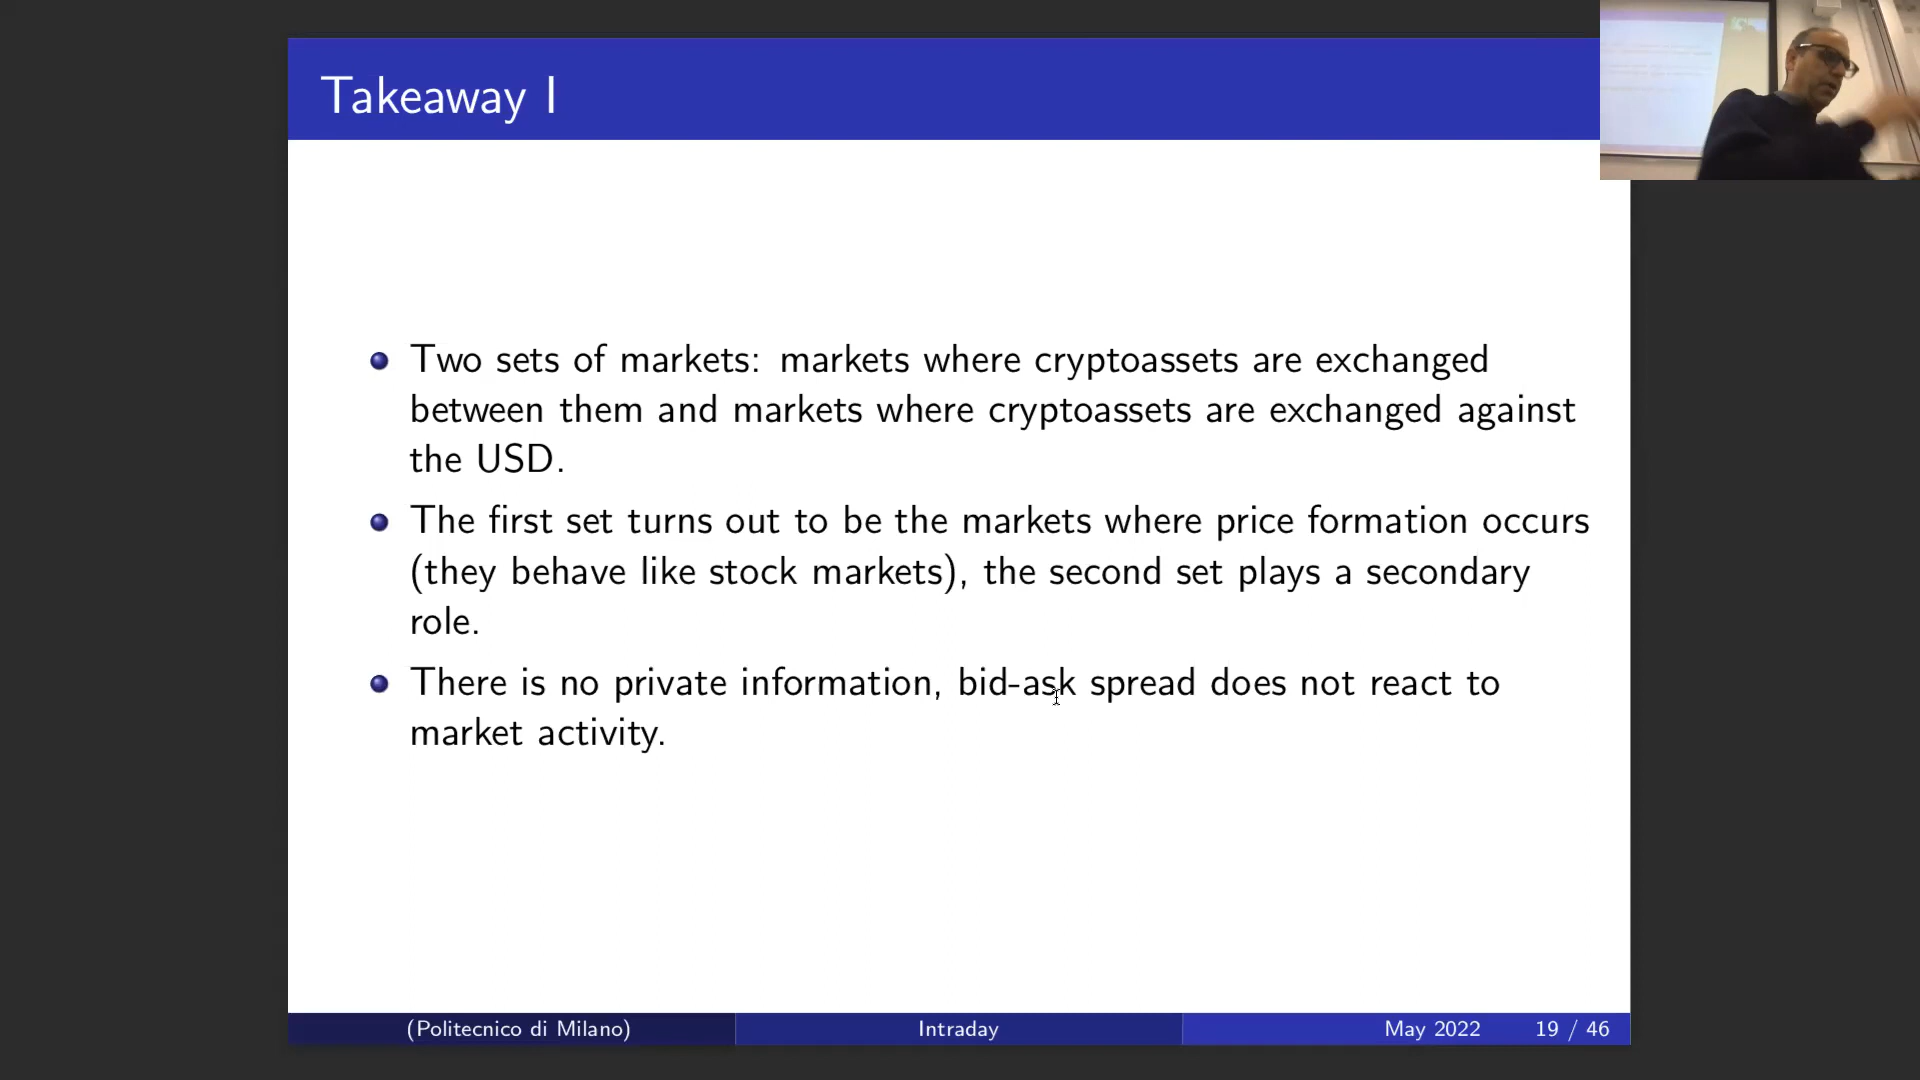 Takeaway I
Two sets of markets: markets where cryptoassets are exchanged
between them and markets where cryptoassets are exchanged against
the USD.
The first set turns out to be the markets where price formation occurs
(they behave like stock markets), the second set plays a secondary
role.
There is no private information, bid-ask spread does not react to
market activity.
(Politecnico di Milano) Intraday May 2022 19 / 46